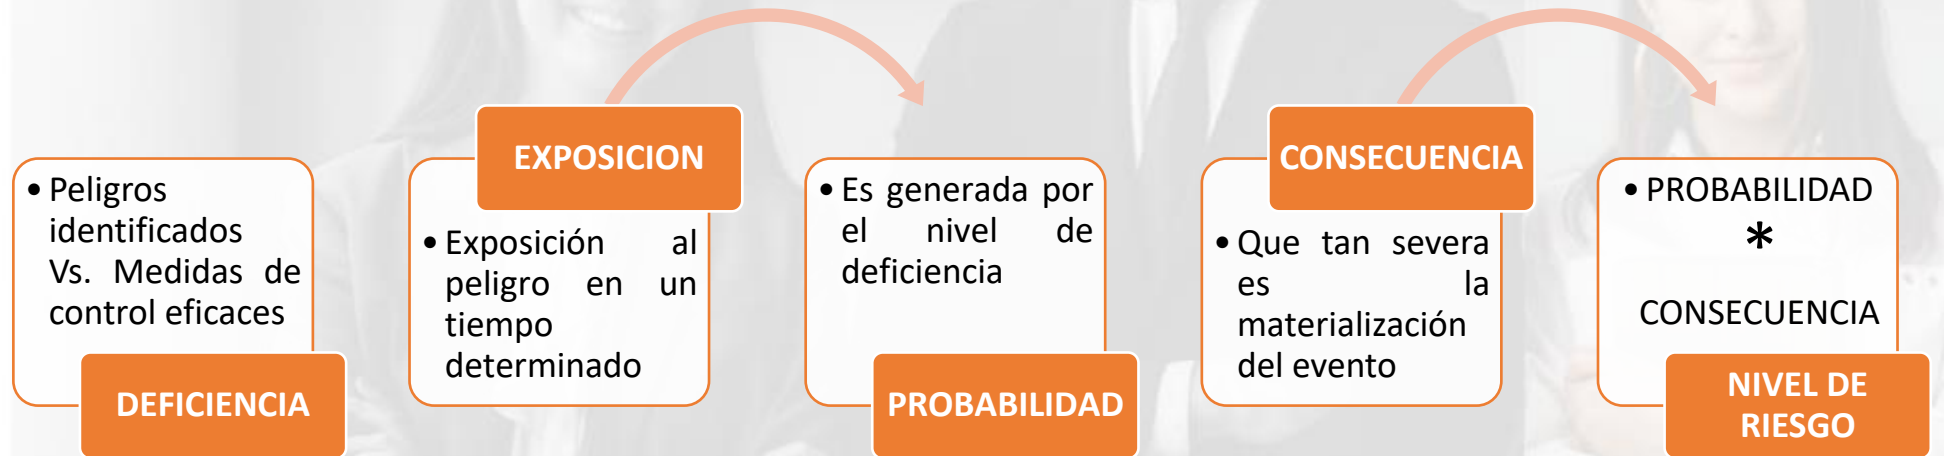 • Peligros
identificados
Vs. Medidas de
control eficaces
DEFICIENCIA
EXPOSICION
• Exposición al
peligro en un
tiempo
determinado
• Es generada por
el nivel de
deficiencia
PROBABILIDAD
CONSECUENCIA
• Que tan severa
es la
materialización
del evento
• PROBABILIDAD
*
CONSECUENCIA
NIVEL DE
RIESGO